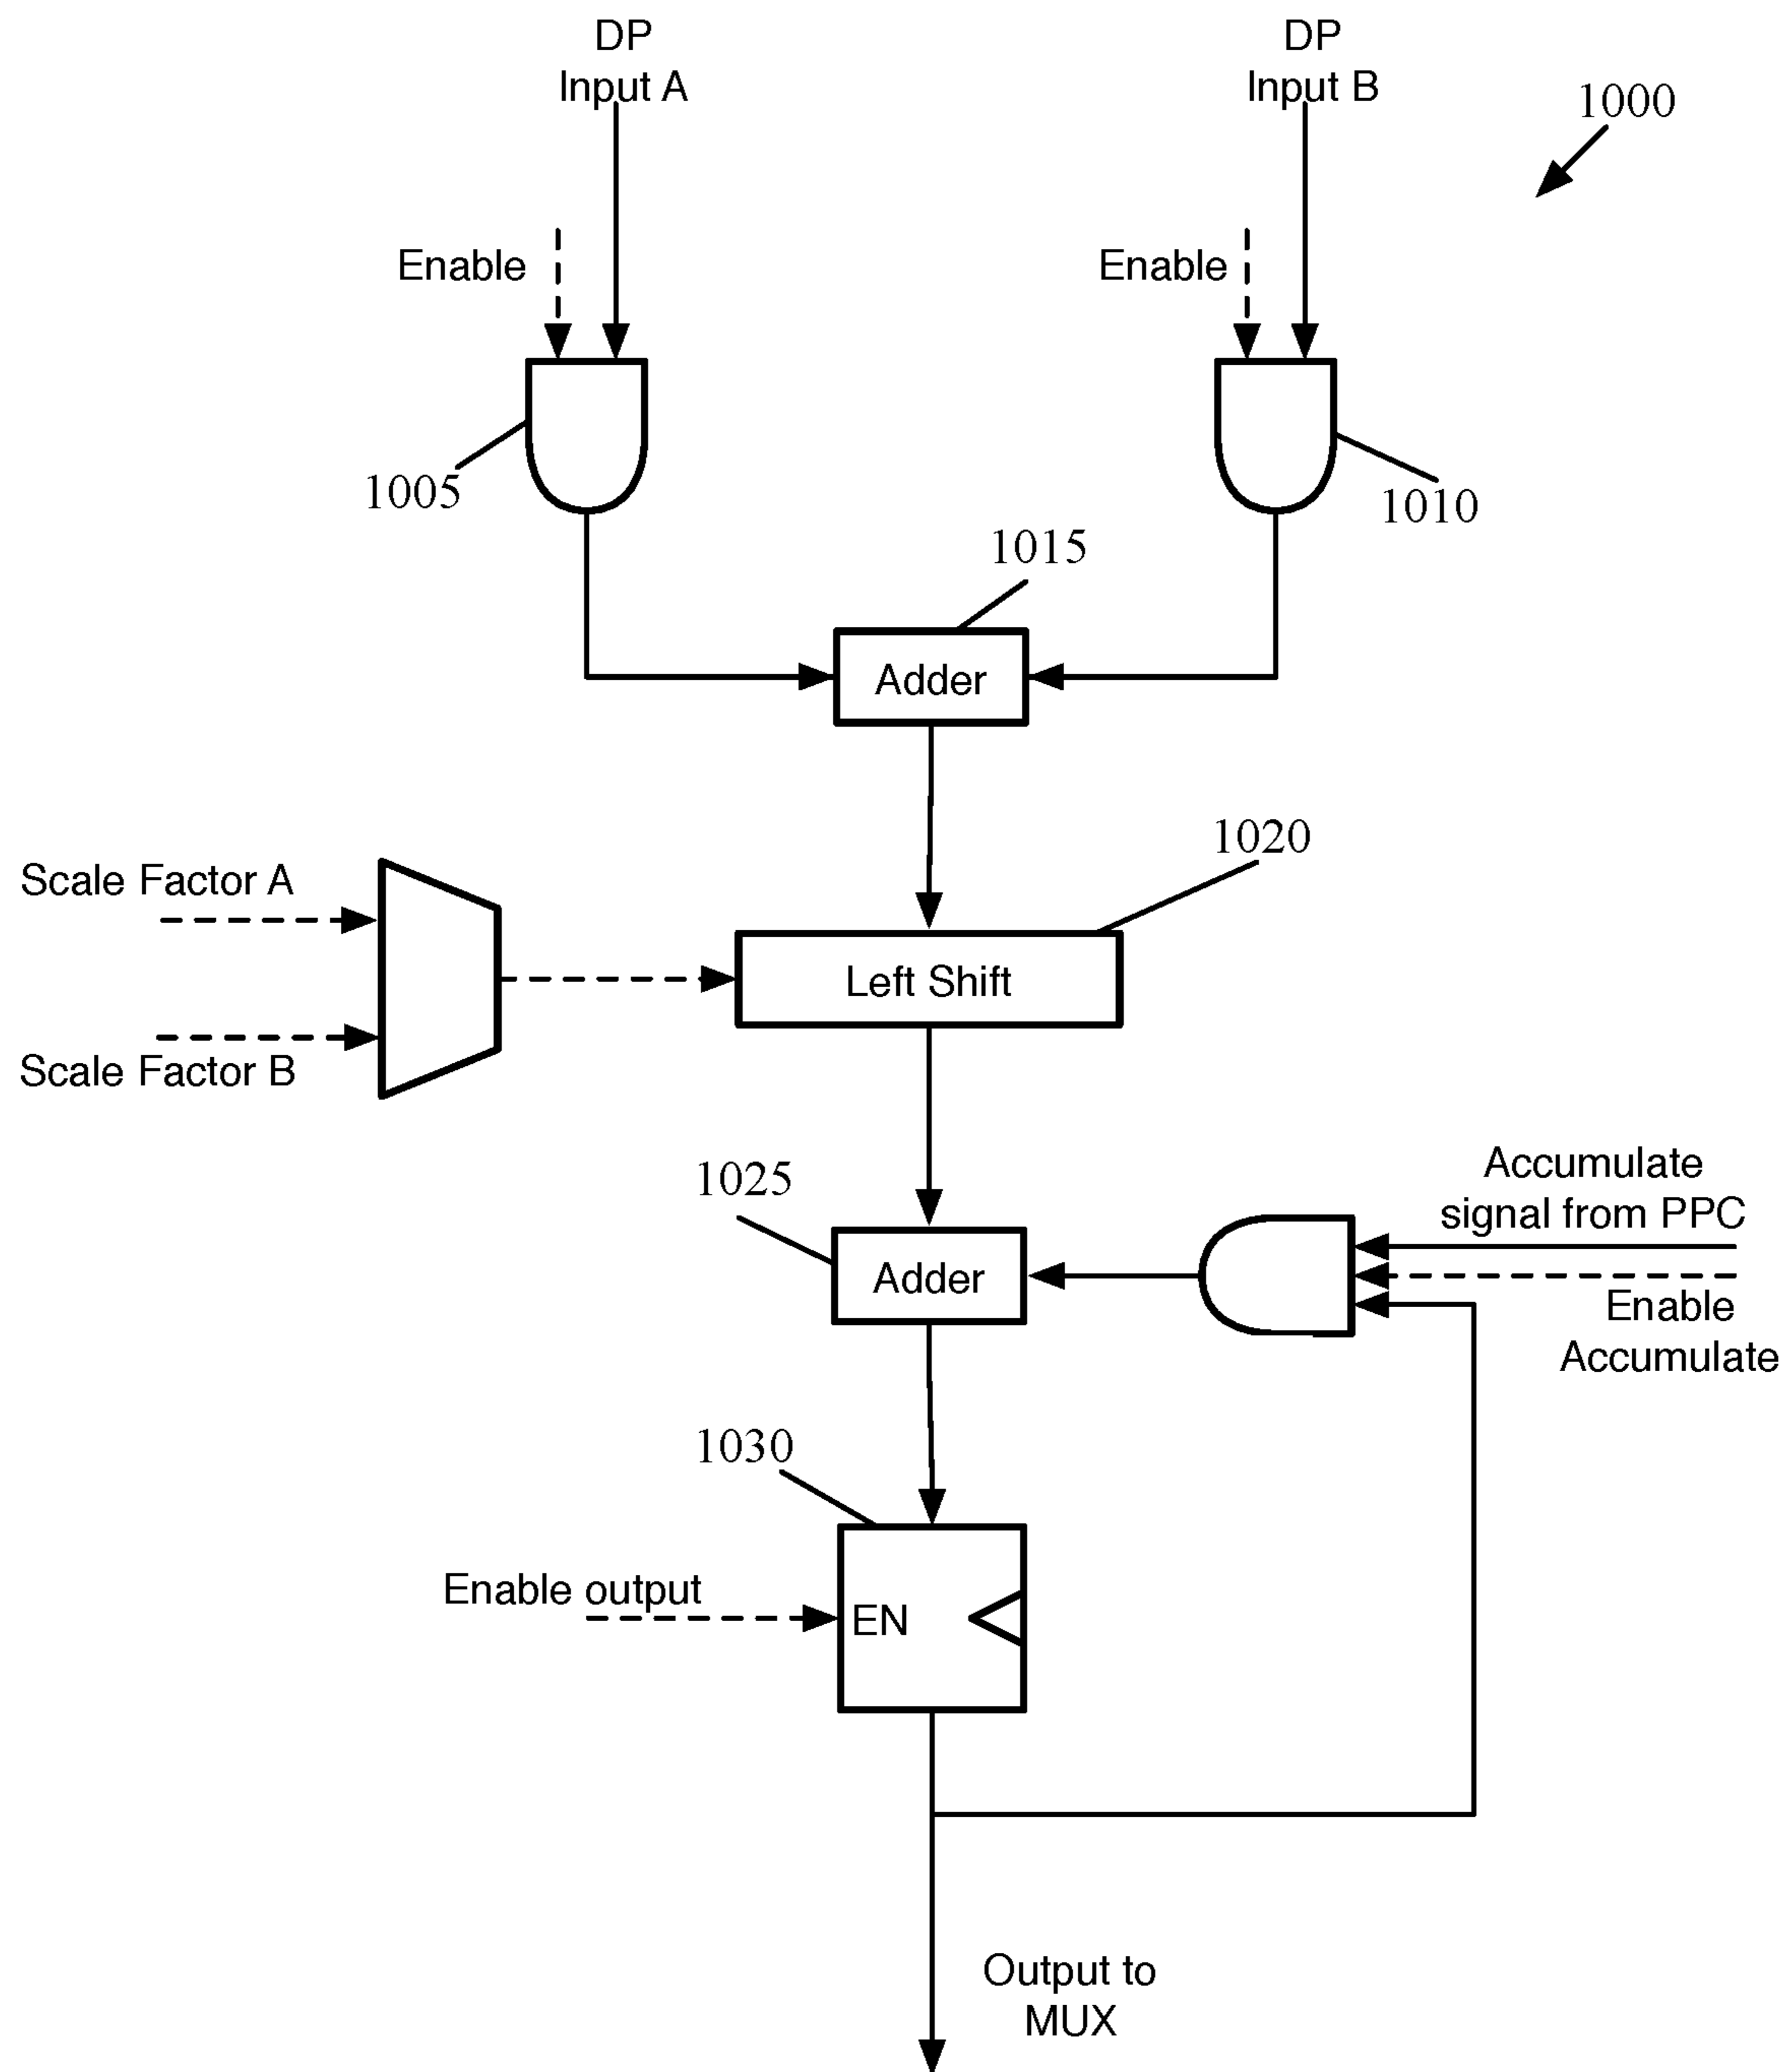 DP
Input A
DP
Input B
1000
Enable
Enable
1005
1010
1015
Adder
1020
Scale Factor A
Left Shift
Scale Factor B
Accumulate
signal from PPC
1025
Adder
Enable
Accumulate
1030
Enable output
EN
Output to
MUX